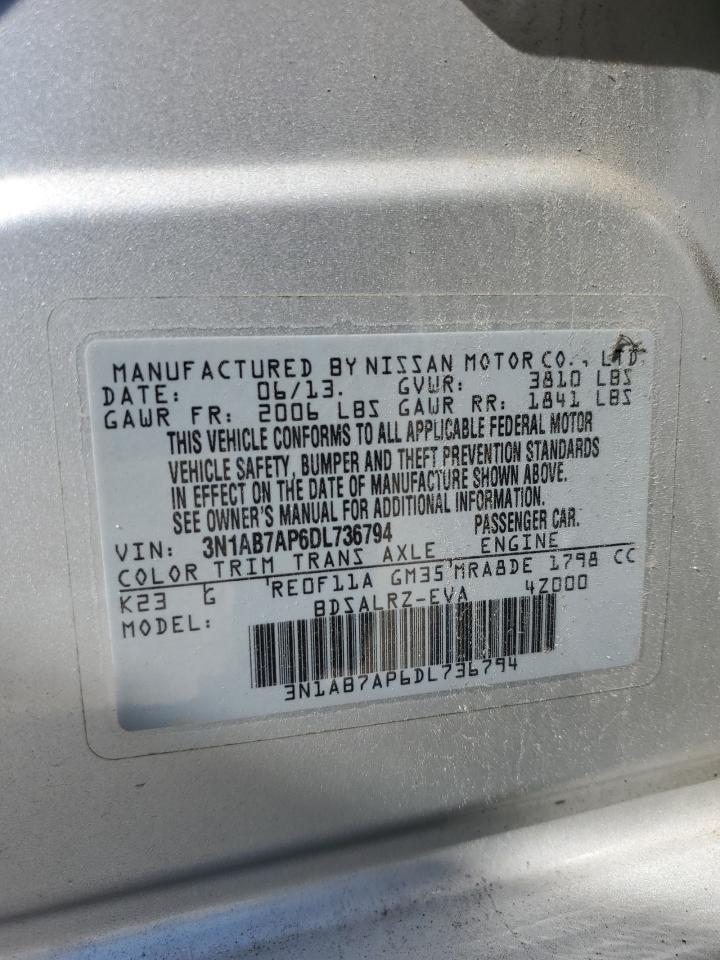 MANUFACTURED BY NISSAN MOTOR CO., LTD.
DATE: 06/13. GVWR: 3810 LBS
GAWR FR: 2006 LBS GAWR RR: 1841 LBS
THIS VEHICLE CONFORMS TO ALL APPLICABLE FEDERAL MOTOR
VEHICLE SAFETY, BUMPER AND THEFT PREVENTION STANDARDS
IN EFFECT ON THE DATE OF MANUFACTURE SHOWN ABOVE.
SEE OWNER'S MANUAL FOR ADDITIONAL INFORMATION.
VIN: 3N1AB7AP6DL736794 PASSENGER CAR.
COLOR TRIM TRANS AXLE ENGINE
K23 G RE0F11A GM35 MRA8DE 1798 CC
MODEL: BDSALRZ-EVA 4Z000
3N1AB7AP6DL736794